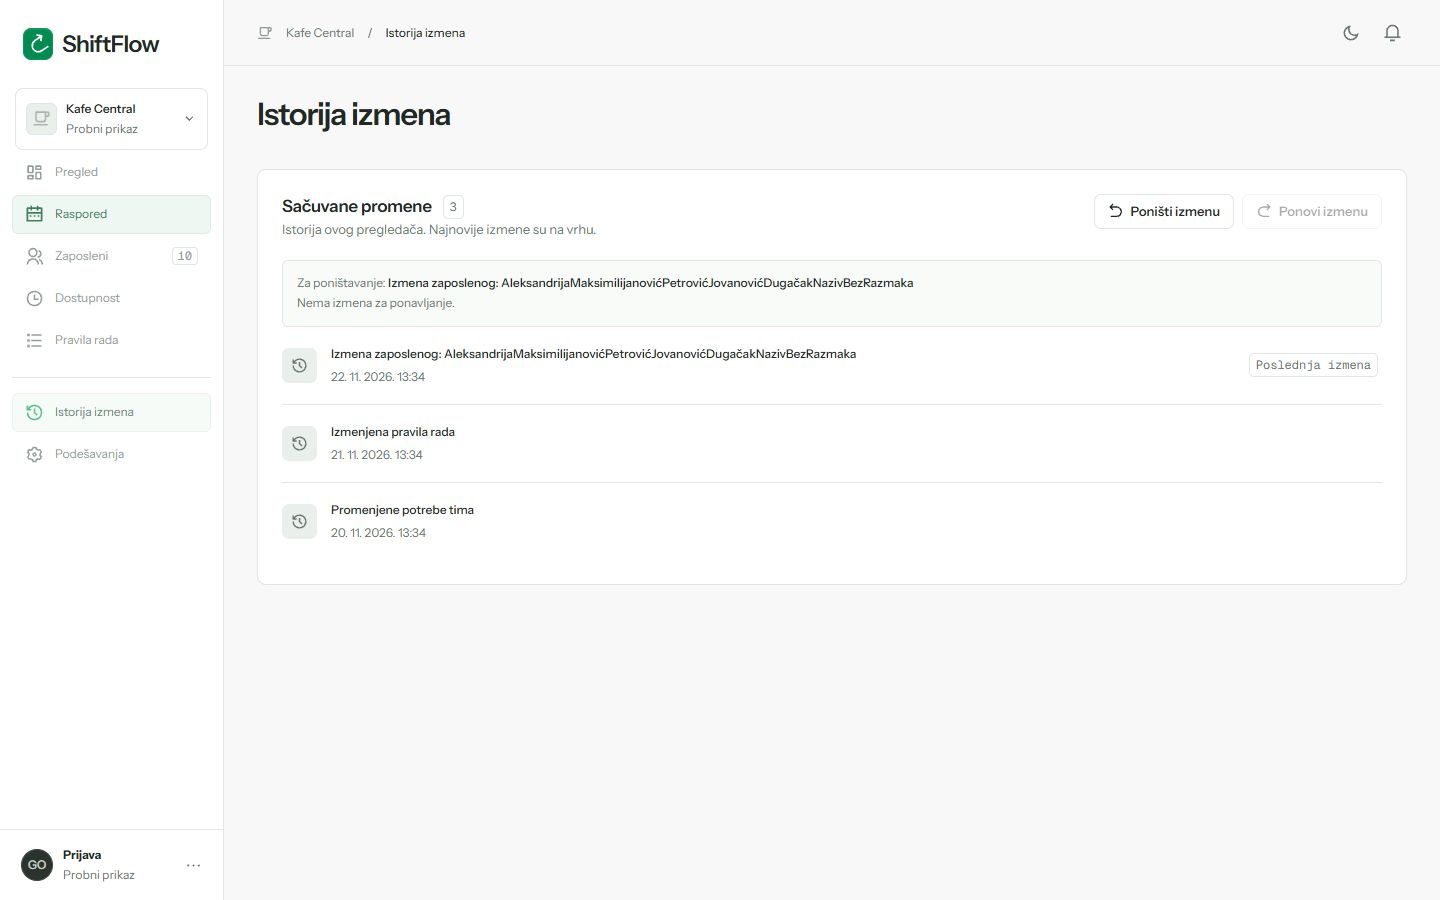 ShiftFlow
Kafe Central
Probni prikaz
Pregled
Raspored
Zaposleni 10
Dostupnost
Pravila rada
Istorija izmena
Podešavanja
GO
Prijava
Probni prikaz
Kafe Central / Istorija izmena
Istorija izmena
Sačuvane promene 3
Istorija ovog pregledača. Najnovije izmene su na vrhu.
Poništi izmenu
Ponovi izmenu
Za poništavanje: Izmena zaposlenog: AleksandrijaMaksimilijanovićPetrovićJovanovićDugačakNazivBezRazmaka
Nema izmena za ponavljanje.
Izmena zaposlenog: AleksandrijaMaksimilijanovićPetrovićJovanovićDugačakNazivBezRazmaka
22. 11. 2026. 13:34
Poslednja izmena
Izmenjena pravila rada
21. 11. 2026. 13:34
Promenjene potrebe tima
20. 11. 2026. 13:34